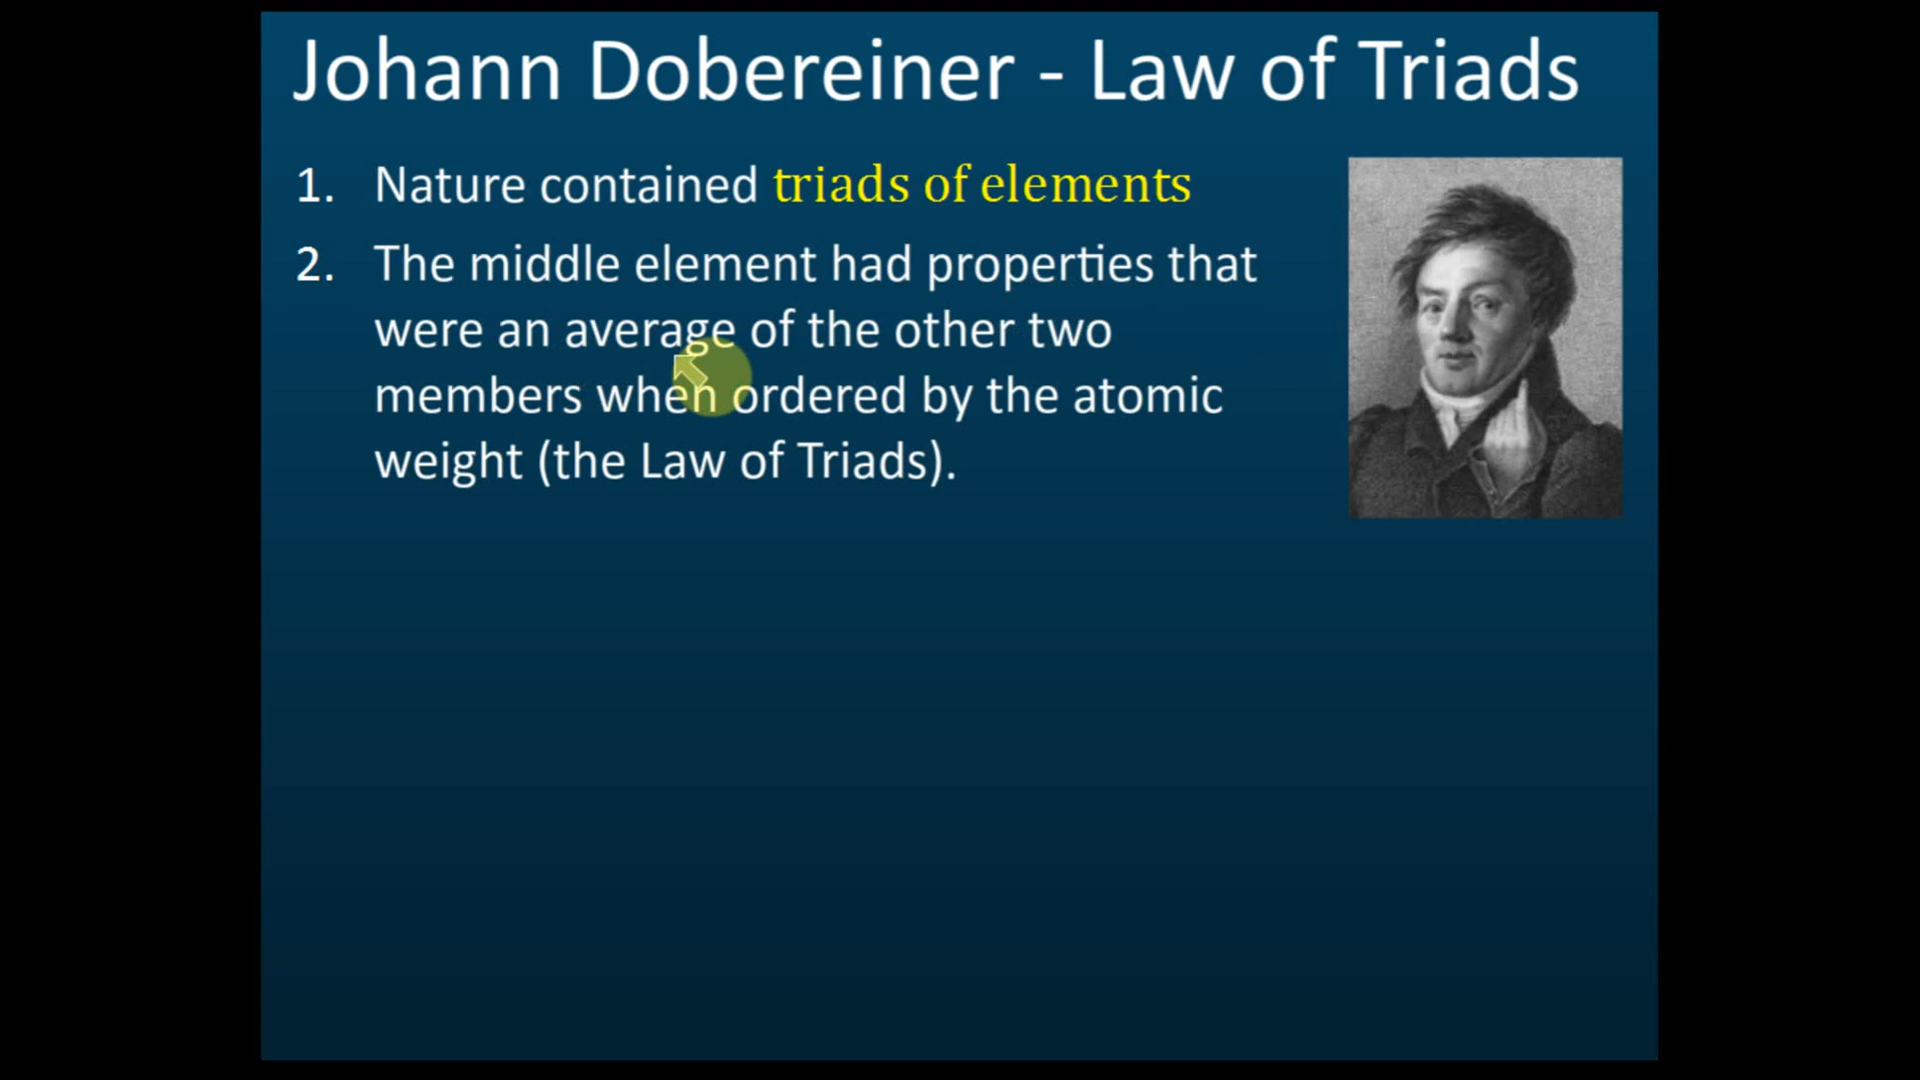 Johann Dobereiner - Law of Triads
1. Nature contained triads of elements
2. The middle element had properties that
were an average of the other two
members when ordered by the atomic
weight (the Law of Triads).